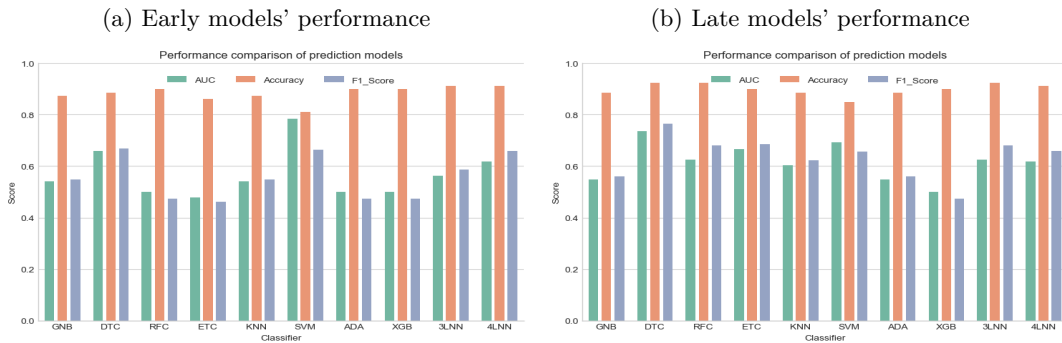 (a) Early models' performance
Performance comparison of prediction models
AUC Accuracy F1_Score
1.0
0.8
0.6
0.4
0.2
0.0
Score
GNB DTC RFC ETC KNN SVM ADA XGB 3LNN 4LNN
Classifier
(b) Late models' performance
Performance comparison of prediction models
AUC Accuracy F1_Score
1.0
0.8
0.6
0.4
0.2
0.0
Score
GNB DTC RFC ETC KNN SVM ADA XGB 3LNN 4LNN
Classifier